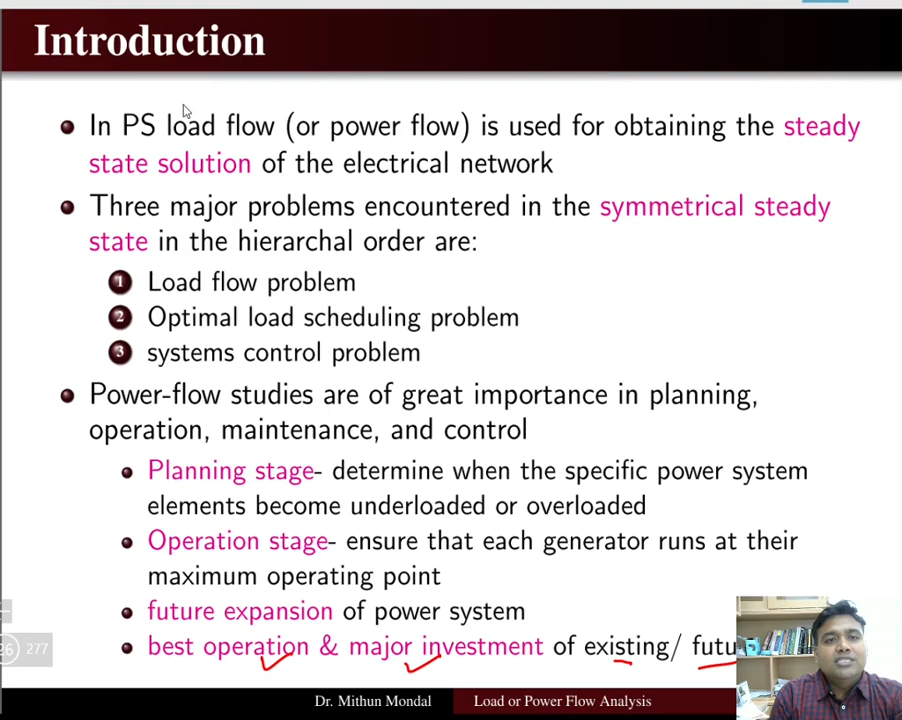 Introduction
In PS load flow (or power flow) is used for obtaining the steady
state solution of the electrical network
Three major problems encountered in the symmetrical steady
state in the hierarchal order are:
1 Load flow problem
2 Optimal load scheduling problem
3 systems control problem
Power-flow studies are of great importance in planning,
operation, maintenance, and control
Planning stage- determine when the specific power system
elements become underloaded or overloaded
Operation stage- ensure that each generator runs at their
maximum operating point
future expansion of power system
best operation & major investment of existing/
26 277
Dr. Mithun Mondal Load or Power Flow Analysis